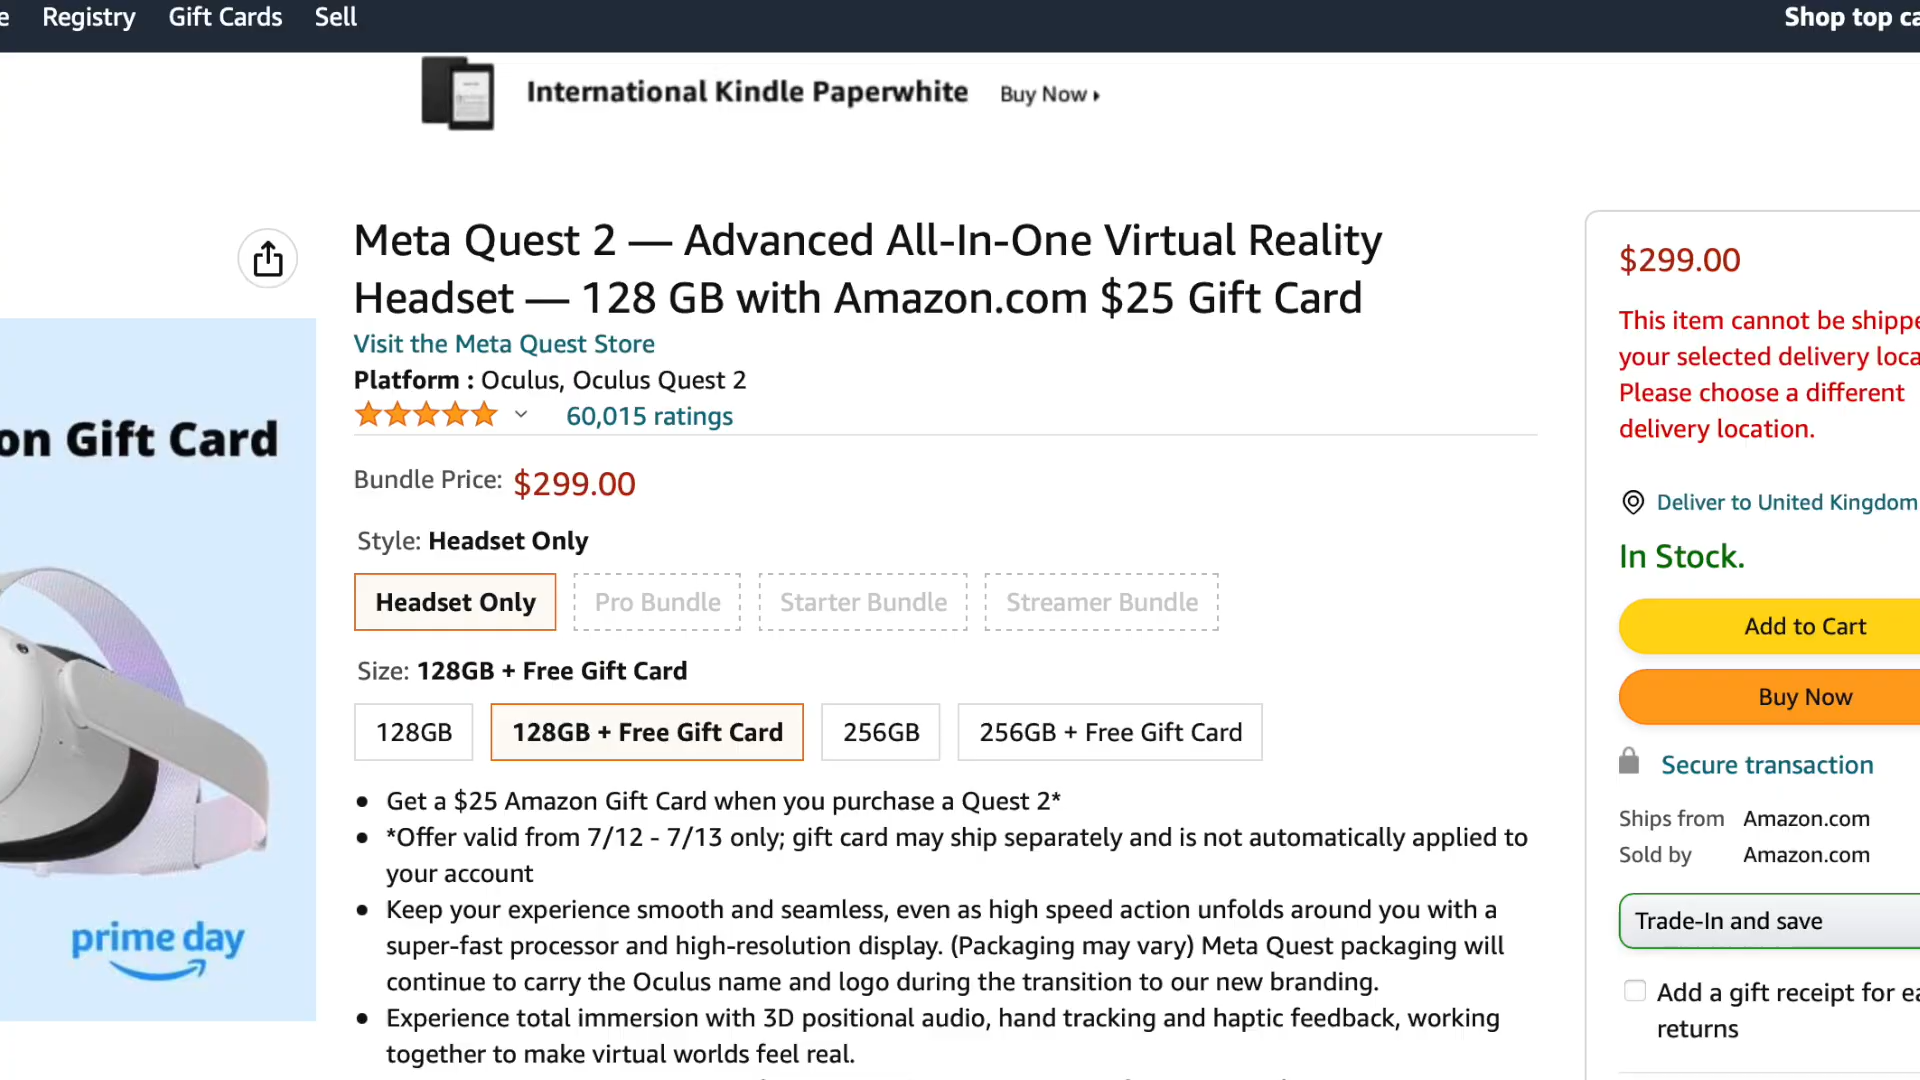 Registry Gift Cards Sell Shop top
International Kindle Paperwhite Buy Now
Meta Quest 2 — Advanced All-In-One Virtual Reality
Headset — 128 GB with Amazon.com $25 Gift Card
Visit the Meta Quest Store
Platform : Oculus, Oculus Quest 2
60,015 ratings
Bundle Price: $299.00
Style: Headset Only
Headset Only Pro Bundle Starter Bundle Streamer Bundle
Size: 128GB + Free Gift Card
128GB 128GB + Free Gift Card 256GB 256GB + Free Gift Card
• Get a $25 Amazon Gift Card when you purchase a Quest 2*
• *Offer valid from 7/12 - 7/13 only; gift card may ship separately and is not automatically applied to
your account
• Keep your experience smooth and seamless, even as high speed action unfolds around you with a
super-fast processor and high-resolution display. (Packaging may vary) Meta Quest packaging will
continue to carry the Oculus name and logo during the transition to our new branding.
• Experience total immersion with 3D positional audio, hand tracking and haptic feedback, working
together to make virtual worlds feel real.
on Gift Card
prime day
$299.00
This item cannot be shippe
your selected delivery loca
Please choose a different
delivery location.
Deliver to United Kingdom
In Stock.
Add to Cart
Buy Now
Secure transaction
Ships from Amazon.com
Sold by Amazon.com
Trade-In and save
Add a gift receipt for ea
returns